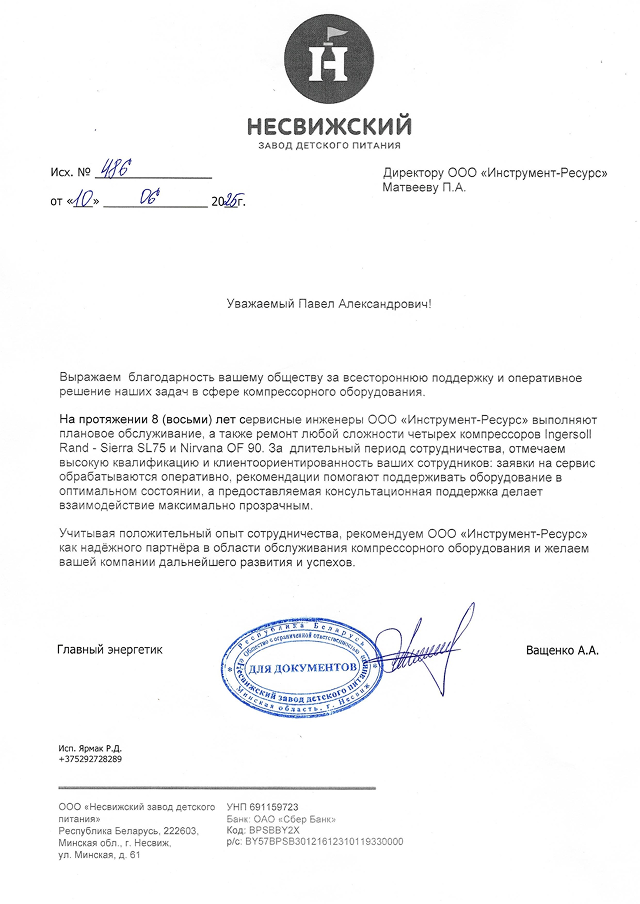 Н
НЕСВИЖСКИЙ
ЗАВОД ДЕТСКОГО ПИТАНИЯ
Исх. № 486
от «10» 06 2025г.
Директору ООО «Инструмент-Ресурс»
Матвееву П.А.
Уважаемый Павел Александрович!
Выражаем благодарность вашему обществу за всестороннюю поддержку и оперативное
решение наших задач в сфере компрессорного оборудования.
На протяжении 8 (восьми) лет сервисные инженеры ООО «Инструмент-Ресурс» выполняют
плановое обслуживание, а также ремонт любой сложности четырех компрессоров Ingersoll
Rand - Sierra SL75 и Nirvana OF 90. За длительный период сотрудничества, отмечаем
высокую квалификацию и клиентоориентированность ваших сотрудников: заявки на сервис
обрабатываются оперативно, рекомендации помогают поддерживать оборудование в
оптимальном состоянии, а предоставляемая консультационная поддержка делает
взаимодействие максимально прозрачным.
Учитывая положительный опыт сотрудничества, рекомендуем ООО «Инструмент-Ресурс»
как надёжного партнёра в области обслуживания компрессорного оборудования и желаем
вашей компании дальнейшего развития и успехов.
Главный энергетик
Республика Беларусь
Общество с ограниченной ответственностью
ДЛЯ ДОКУМЕНТОВ
Несвижский завод детского питания
Минская область, г. Несвиж
Ващенко А.А.
Исп. Ярмак Р.Д.
+375292728289
ООО «Несвижский завод детского
питания»
Республика Беларусь, 222603,
Минская обл., г. Несвиж,
ул. Минская, д. 61
УНП 691159723
Банк: ОАО «Сбер Банк»
Код: BPSBBY2X
р/с: BY57BPSB30121612310119330000